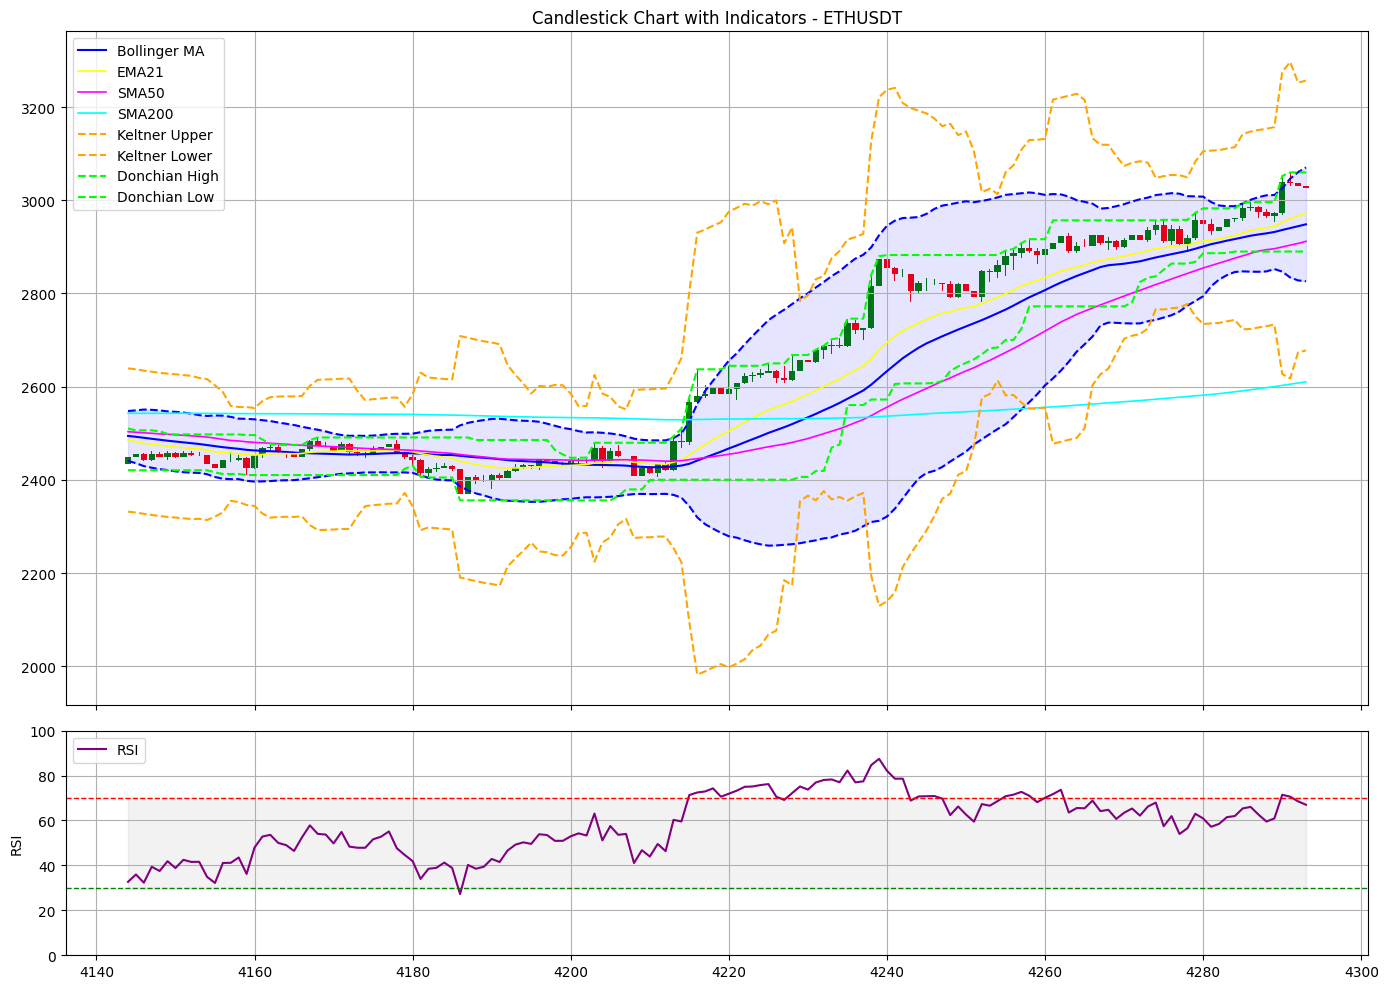 Candlestick Chart with Indicators - ETHUSDT
Bollinger MA
EMA21
SMA50
SMA200
Keltner Upper
Keltner Lower
Donchian High
Donchian Low
3200
3000
2800
2600
2400
2200
2000
RSI
100
80
60
40
20
0
RSI
4140
4160
4180
4200
4220
4240
4260
4280
4300